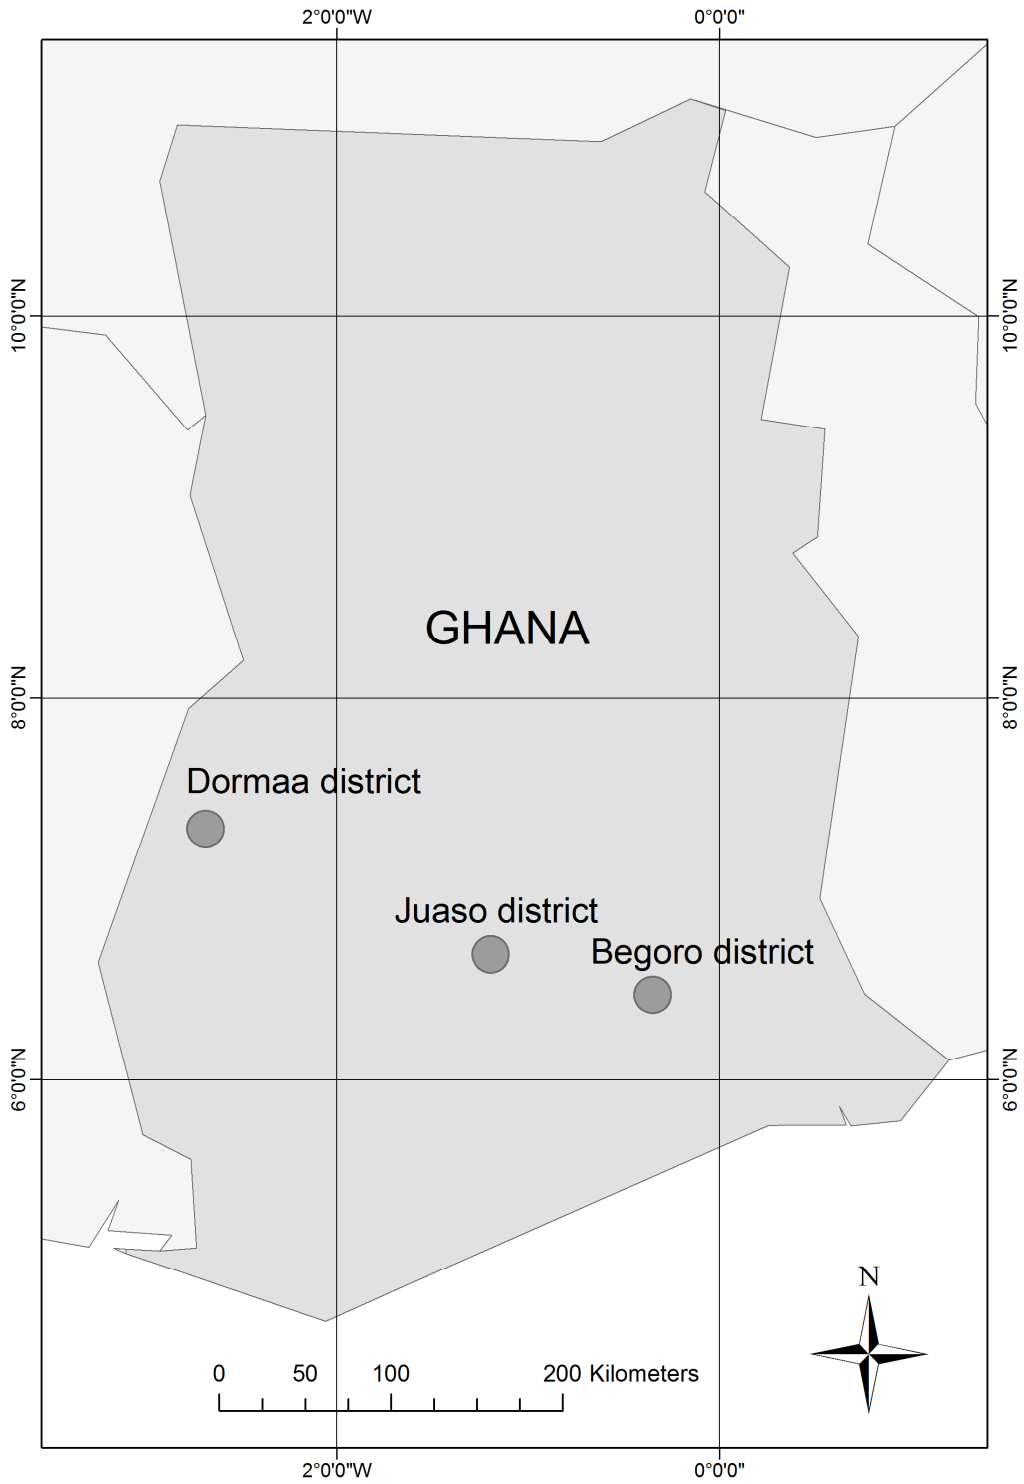 2°0'0"W 0°0'0"
10°0'0"N 10°0'0"N
GHANA
8°0'0"N 8°0'0"N
Dormaa district
Juaso district
Begoro district
6°0'0"N 6°0'0"N
N
0 50 100 200 Kilometers
2°0'0"W 0°0'0"